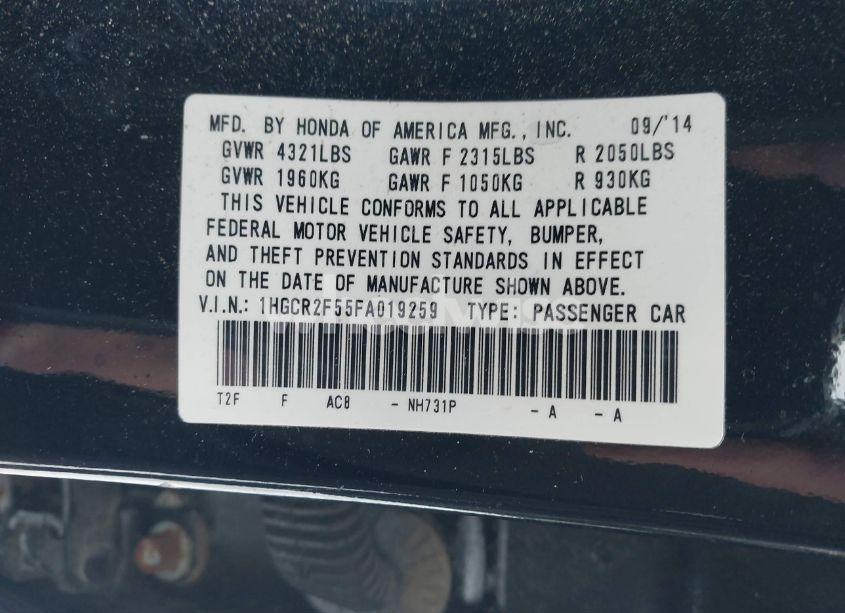 MFD. BY HONDA OF AMERICA MFG., INC. 09/'14
GVWR 4321LBS GAWR F 2315LBS R 2050LBS
GVWR 1960KG GAWR F 1050KG R 930KG
THIS VEHICLE CONFORMS TO ALL APPLICABLE
FEDERAL MOTOR VEHICLE SAFETY, BUMPER,
AND THEFT PREVENTION STANDARDS IN EFFECT
ON THE DATE OF MANUFACTURE SHOWN ABOVE.
V.I.N.: 1HGCR2F55FA019259 TYPE: PASSENGER CAR
T2F F AC8 - NH731P - A - A